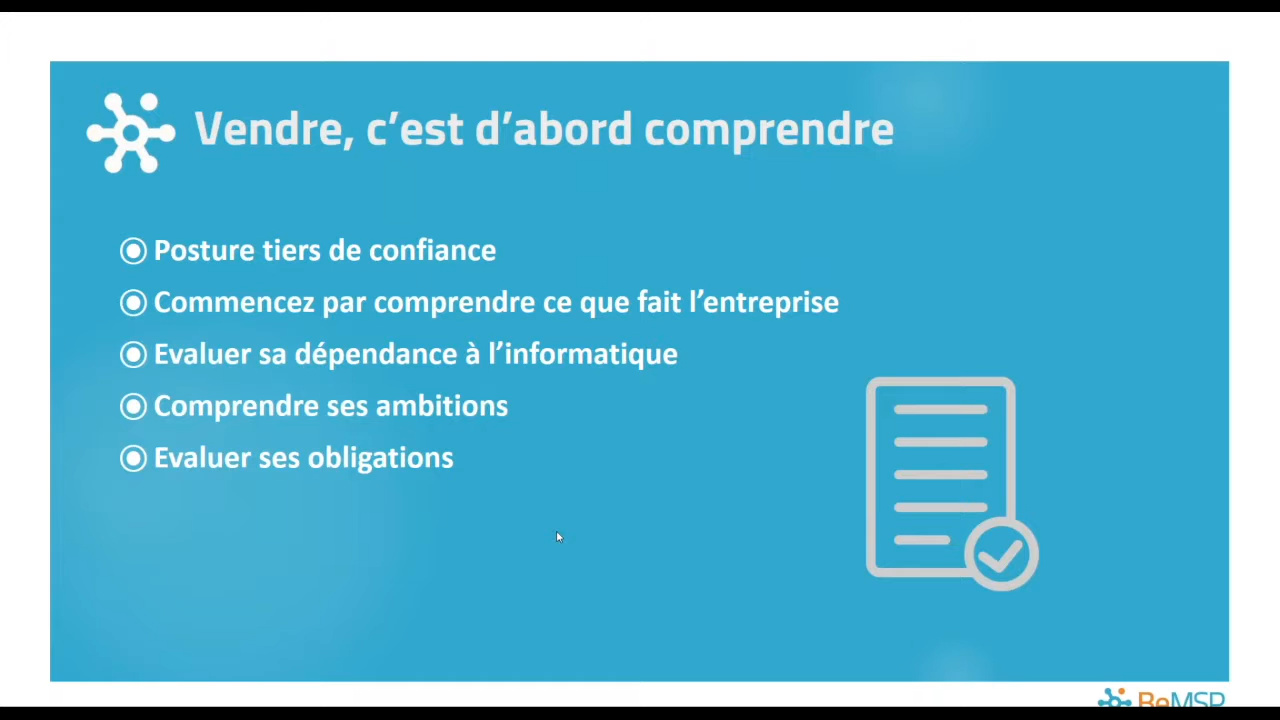 Vendre, c’est d’abord comprendre
Posture tiers de confiance
Commencez par comprendre ce que fait l’entreprise
Evaluer sa dépendance à l’informatique
Comprendre ses ambitions
Evaluer ses obligations
BeMSP